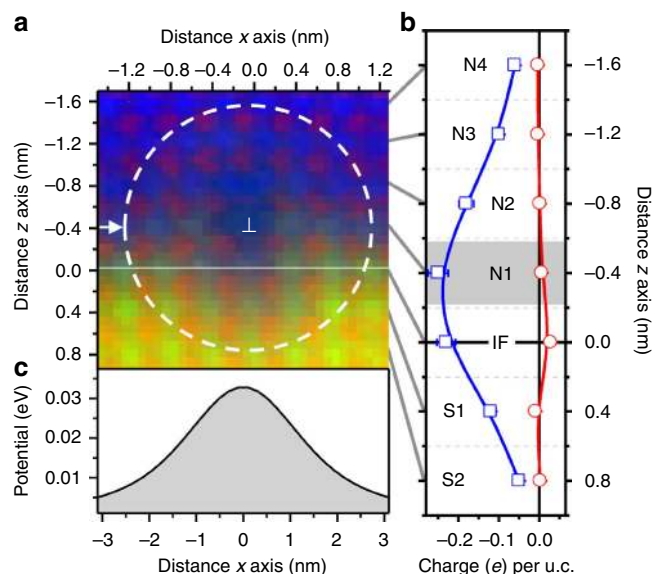 a
Distance x axis (nm)
−1.2 −0.8 −0.4 0.0 0.4 0.8 1.2
Distance z axis (nm)
−1.6
−1.2
−0.8
−0.4
0.0
0.4
0.8
⊥
b
N4
N3
N2
N1
IF
S1
S2
−1.6
−1.2
−0.8
−0.4
0.0
0.4
0.8
Distance z axis (nm)
−0.2 −0.1 0.0
Charge (e) per u.c.
c
Potential (eV)
0.03
0.02
0.01
−3 −2 −1 0 1 2 3
Distance x axis (nm)